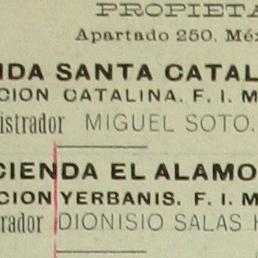 PROPIETA
Apartado 250. Méx
NDA SANTA CATAL
CION CATALINA. F. I. M
istrador MIGUEL SOTO.
CIENDA EL ALAMO
CION YERBANIS. F. I. M
rador DIONISIO SALAS H